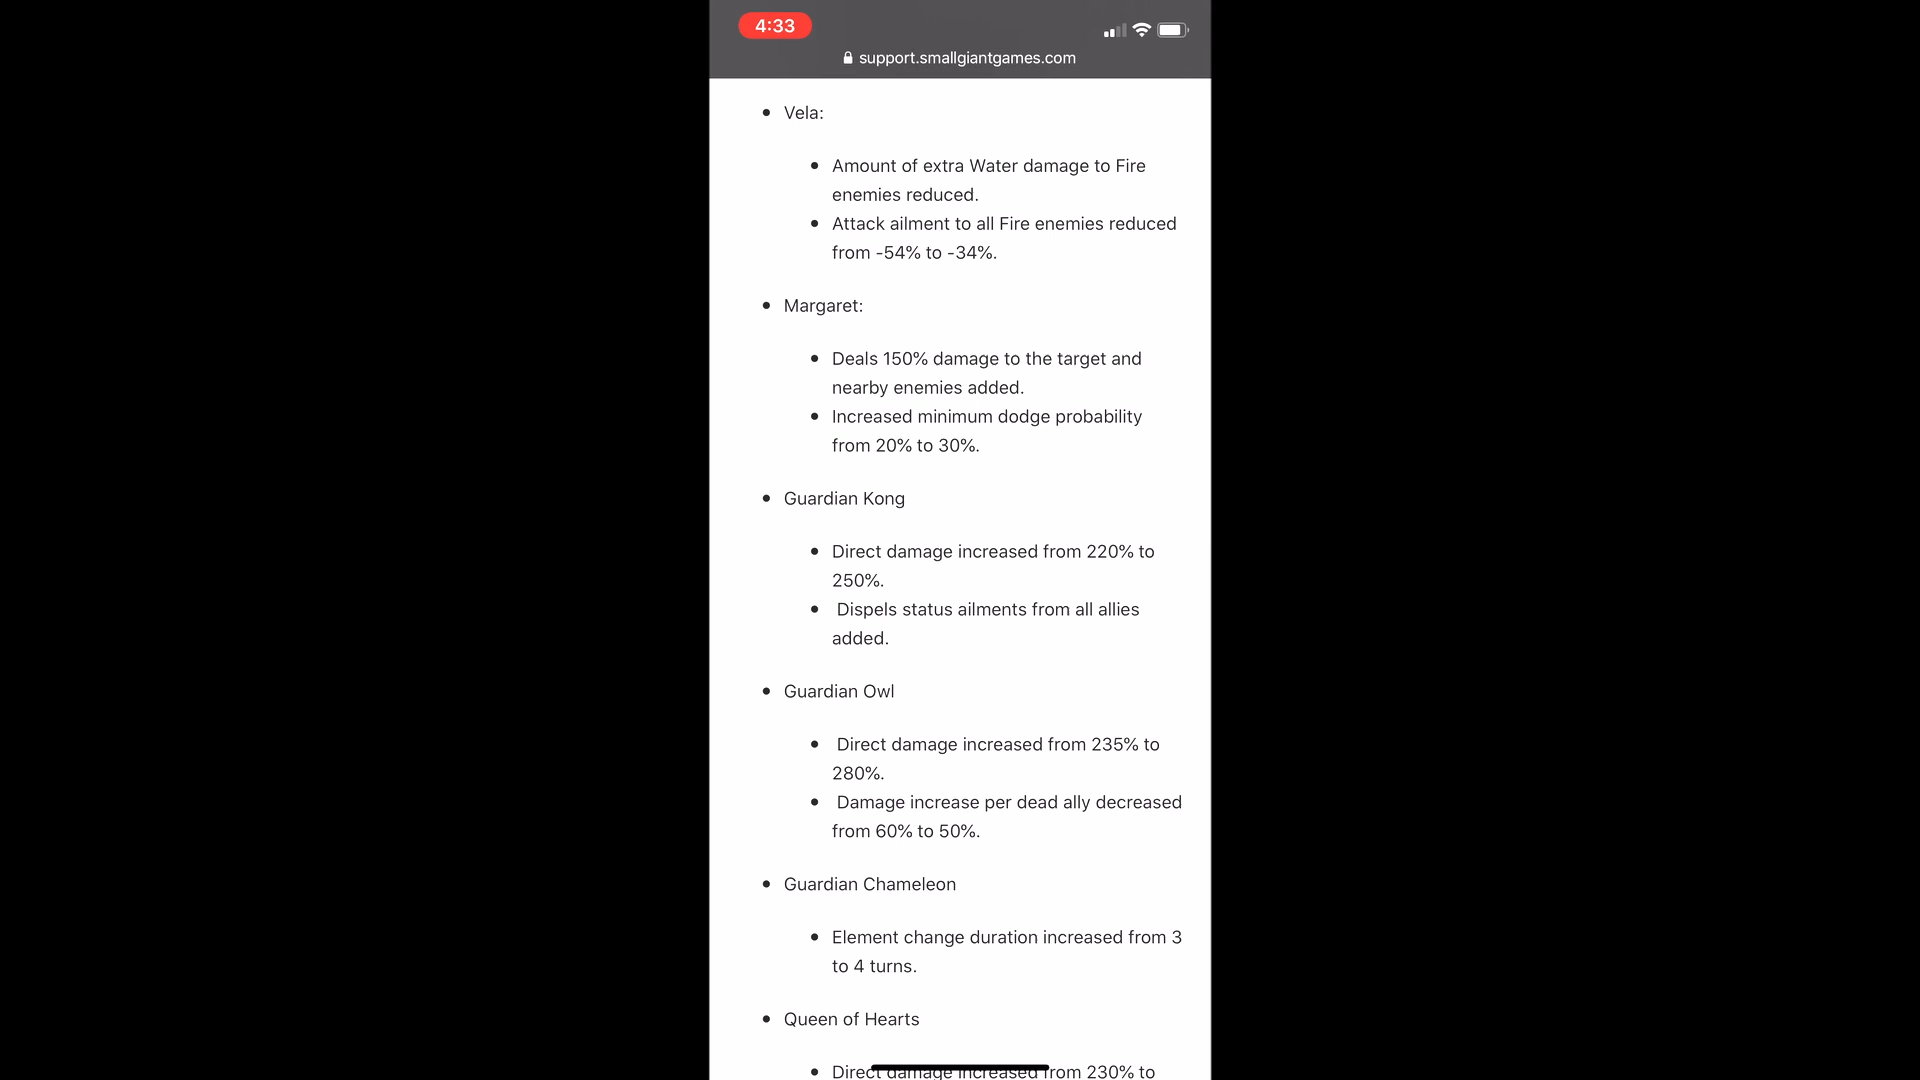 4:33
support.smallgiantgames.com
Vela:
Amount of extra Water damage to Fire
enemies reduced.
Attack ailment to all Fire enemies reduced
from -54% to -34%.
Margaret:
Deals 150% damage to the target and
nearby enemies added.
Increased minimum dodge probability
from 20% to 30%.
Guardian Kong
Direct damage increased from 220% to
250%.
Dispels status ailments from all allies
added.
Guardian Owl
Direct damage increased from 235% to
280%.
Damage increase per dead ally decreased
from 60% to 50%.
Guardian Chameleon
Element change duration increased from 3
to 4 turns.
Queen of Hearts
Direct damage increased from 230% to